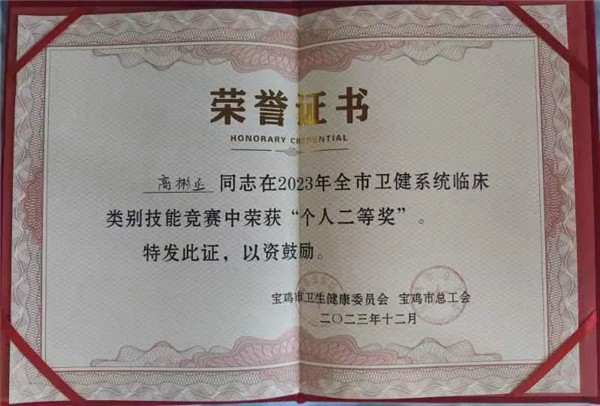 荣誉证书
HONORARY CREDENTIAL
同志在2023年全市卫健系统临床
类别技能竞赛中荣获“个人二等奖”。
特发此证，以资鼓励。
宝鸡市卫生健康委员会 宝鸡市总工会
二〇二三年十二月